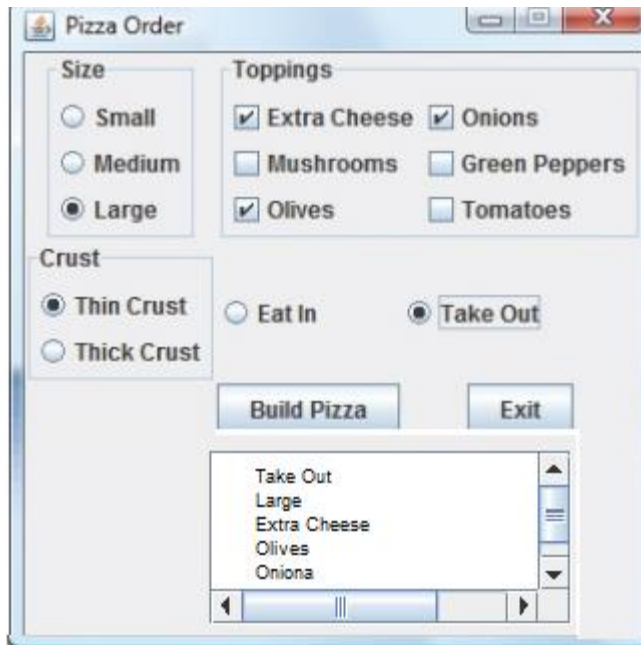 Pizza Order
Size
Toppings
Small
Extra Cheese
Onions
Medium
Mushrooms
Green Peppers
Large
Olives
Tomatoes
Crust
Thin Crust
Eat In
Take Out
Thick Crust
Build Pizza
Exit
Take Out
Large
Extra Cheese
Olives
Oniona